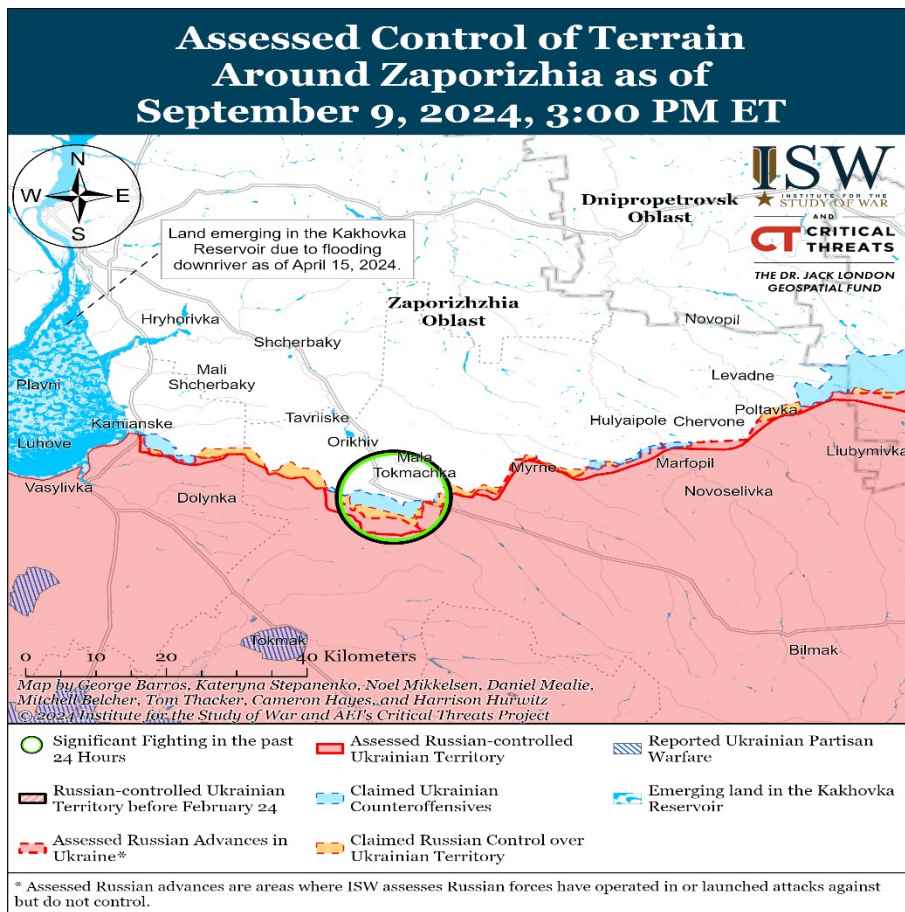 Assessed Control of Terrain
Around Zaporizhia as of
September 9, 2024, 3:00 PM ET
N
W
E
S
ISW
INSTITUTE FOR THE
STUDY OF WAR
AND
CT CRITICAL
THREATS
THE DR. JACK LONDON
GEOSPATIAL FUND
Dnipropetrovsk
Oblast
Land emerging in the Kakhovka
Reservoir due to flooding
downriver as of April 15, 2024.
Zaporizhzhia
Oblast
Hryhorivka
Novopil
Shcherbaky
Mali
Shcherbaky
Levadne
Plavni
Tavriiske
Poltavka
Kamianske
Hulyaipole
Chervone
Luhove
Orikhiv
Mala
Tokmachka
Myrne
Marfopil
Liubymivka
Vasylivka
Dolynka
Novoselivka
Tokmak
Bilmak
0 20 40 Kilometers
Map by George Barros, Kateryna Stepanenko, Noel Mikkelsen, Daniel Mealie,
Mitchell Belcher, Tom Thacker, Cameron Hayes, and Harrison Hurwitz
© 2024 Institute for the Study of War and AEI's Critical Threats Project
Significant Fighting in the past
24 Hours
Russian-controlled Ukrainian
Territory before February 24
Assessed Russian Advances in
Ukraine*
Assessed Russian-controlled
Ukrainian Territory
Claimed Ukrainian
Counteroffensives
Claimed Russian Control over
Ukrainian Territory
Reported Ukrainian Partisan
Warfare
Emerging land in the Kakhovka
Reservoir
* Assessed Russian advances are areas where ISW assesses Russian forces have operated in or launched attacks against
but do not control.